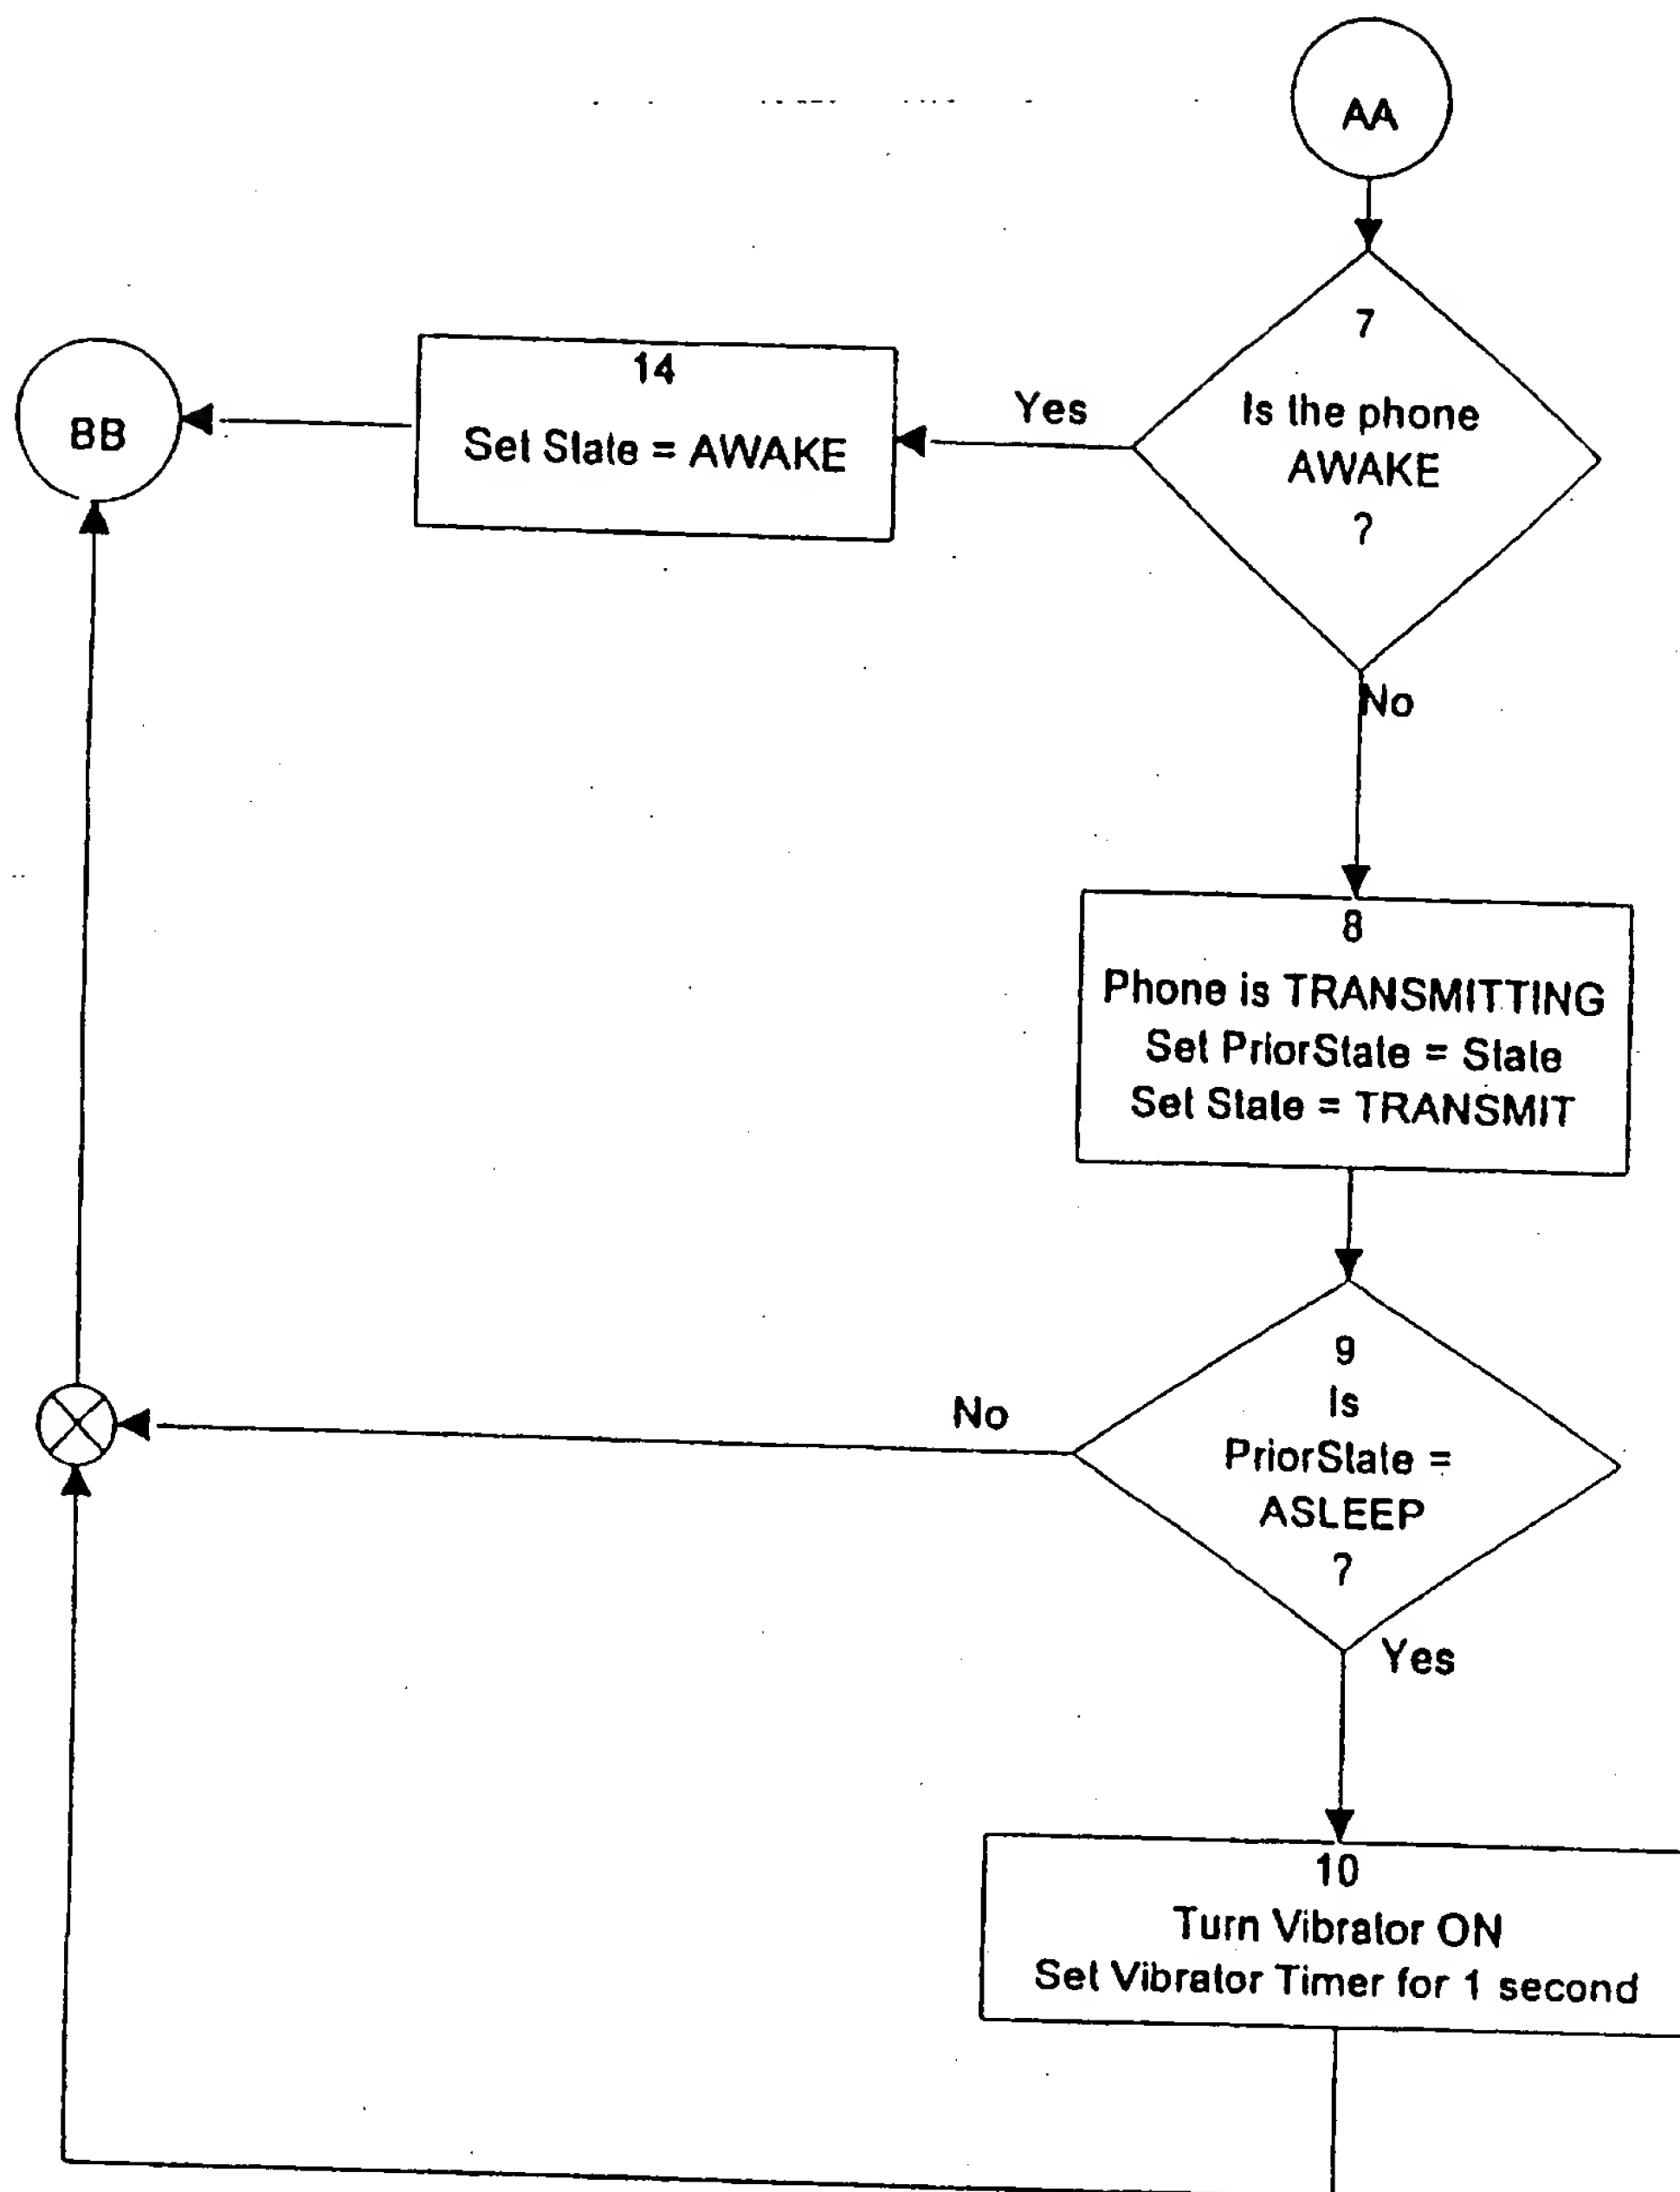 AA
7
Is the phone
AWAKE
?
Yes
14
Set State = AWAKE
BB
No
8
Phone is TRANSMITTING
Set PriorState = State
Set State = TRANSMIT
9
Is
PriorState =
ASLEEP
?
No
Yes
10
Turn Vibrator ON
Set Vibrator Timer for 1 second